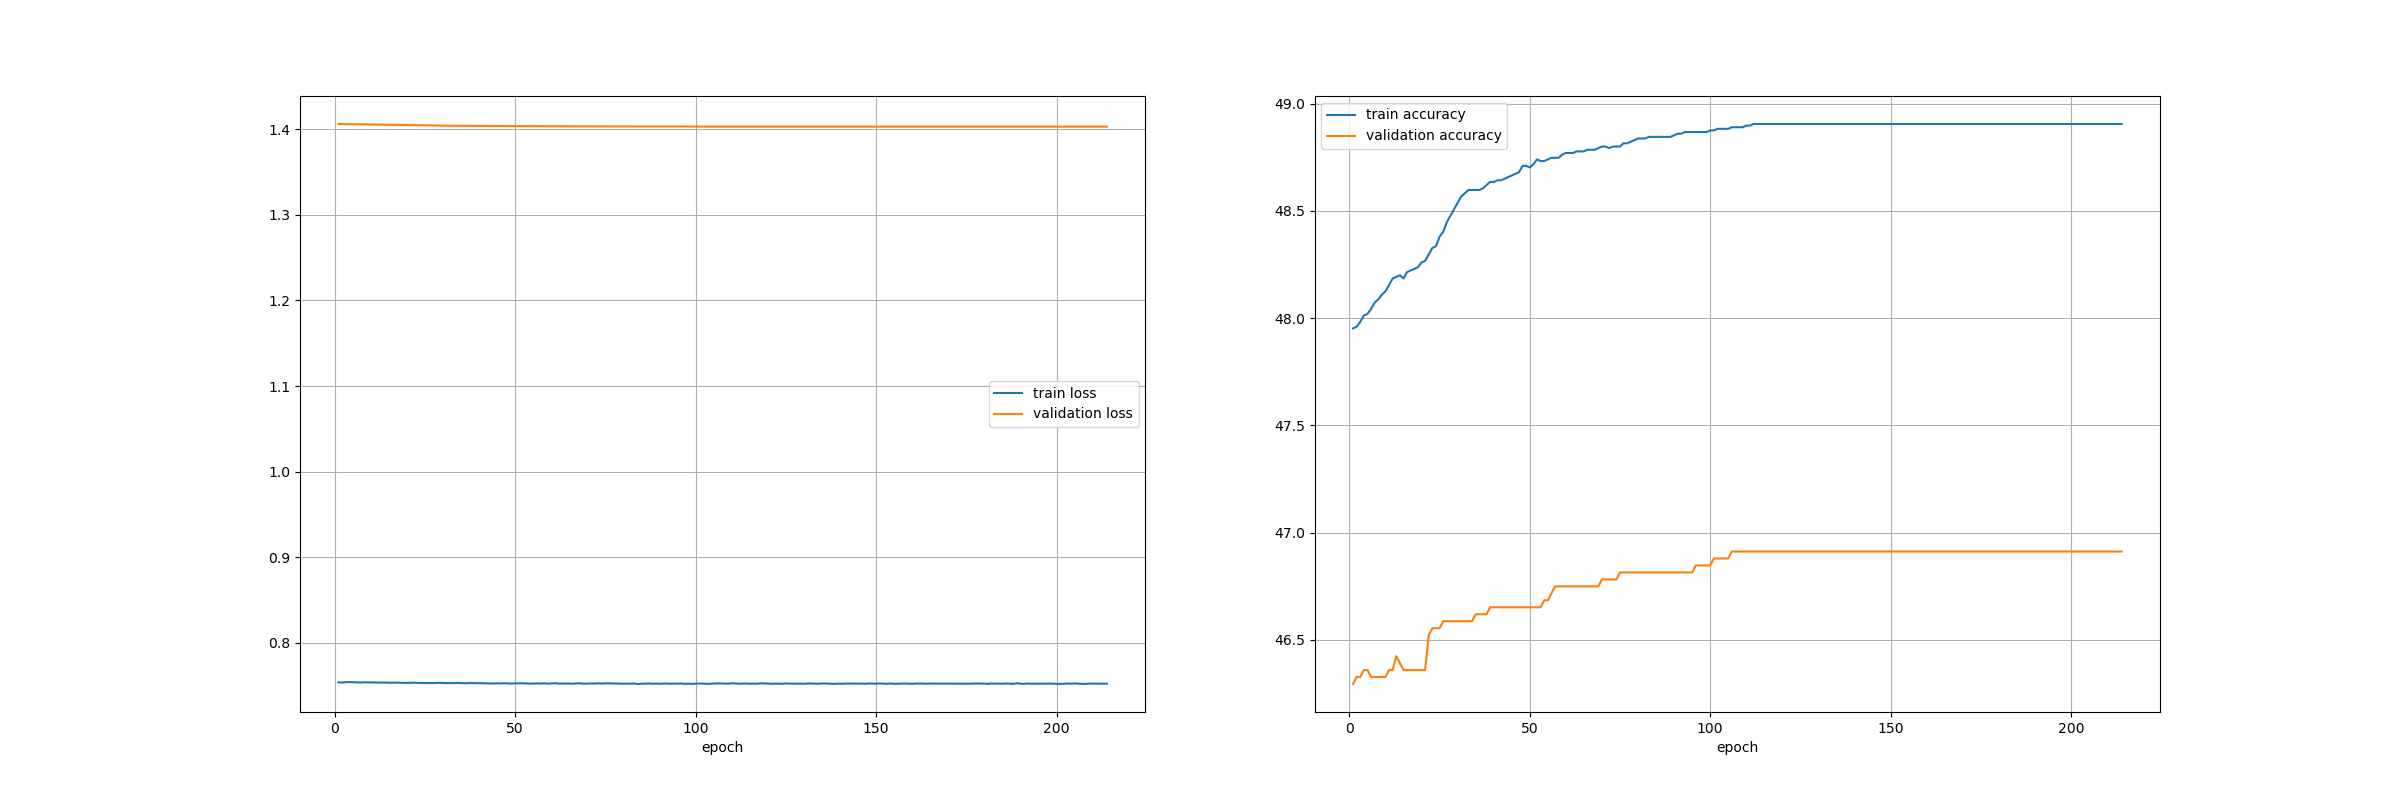 1.4
1.3
1.2
1.1
1.0
0.9
0.8
0 50 100 150 200
epoch
train loss
validation loss
49.0
48.5
48.0
47.5
47.0
46.5
0 50 100 150 200
epoch
train accuracy
validation accuracy